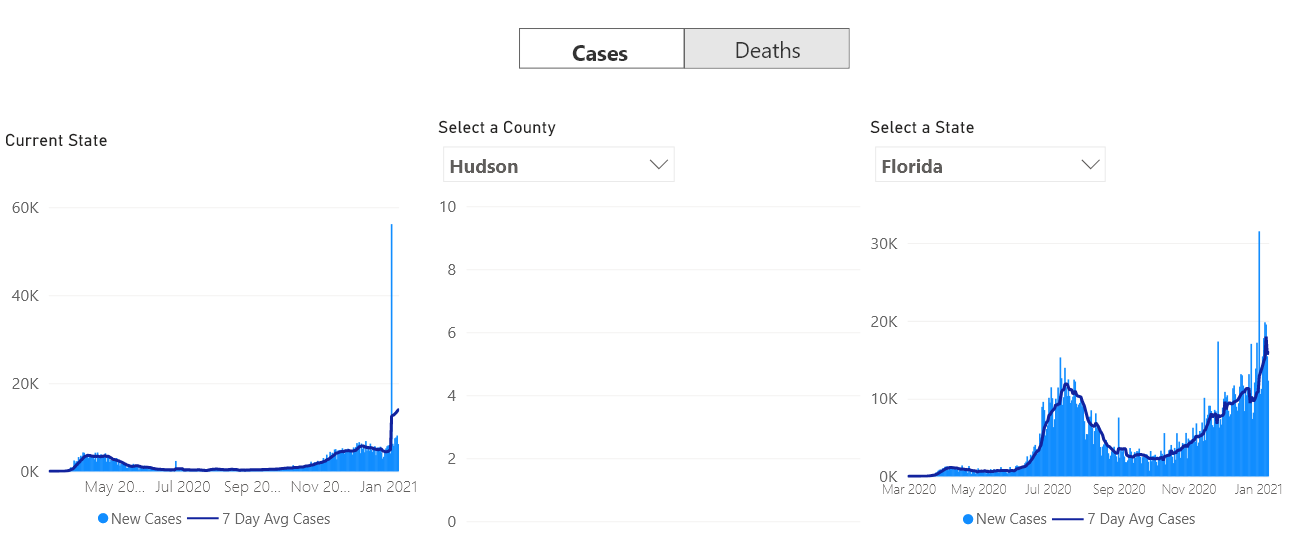 Cases
Deaths
Current State
60K
40K
20K
0K
May 20...
Jul 2020
Sep 20...
Nov 20...
Jan 2021
New Cases
7 Day Avg Cases
Select a County
Hudson
10
8
6
4
2
0
Select a State
Florida
30K
20K
10K
0K
Mar 2020
May 2020
Jul 2020
Sep 2020
Nov 2020
Jan 2021
New Cases
7 Day Avg Cases